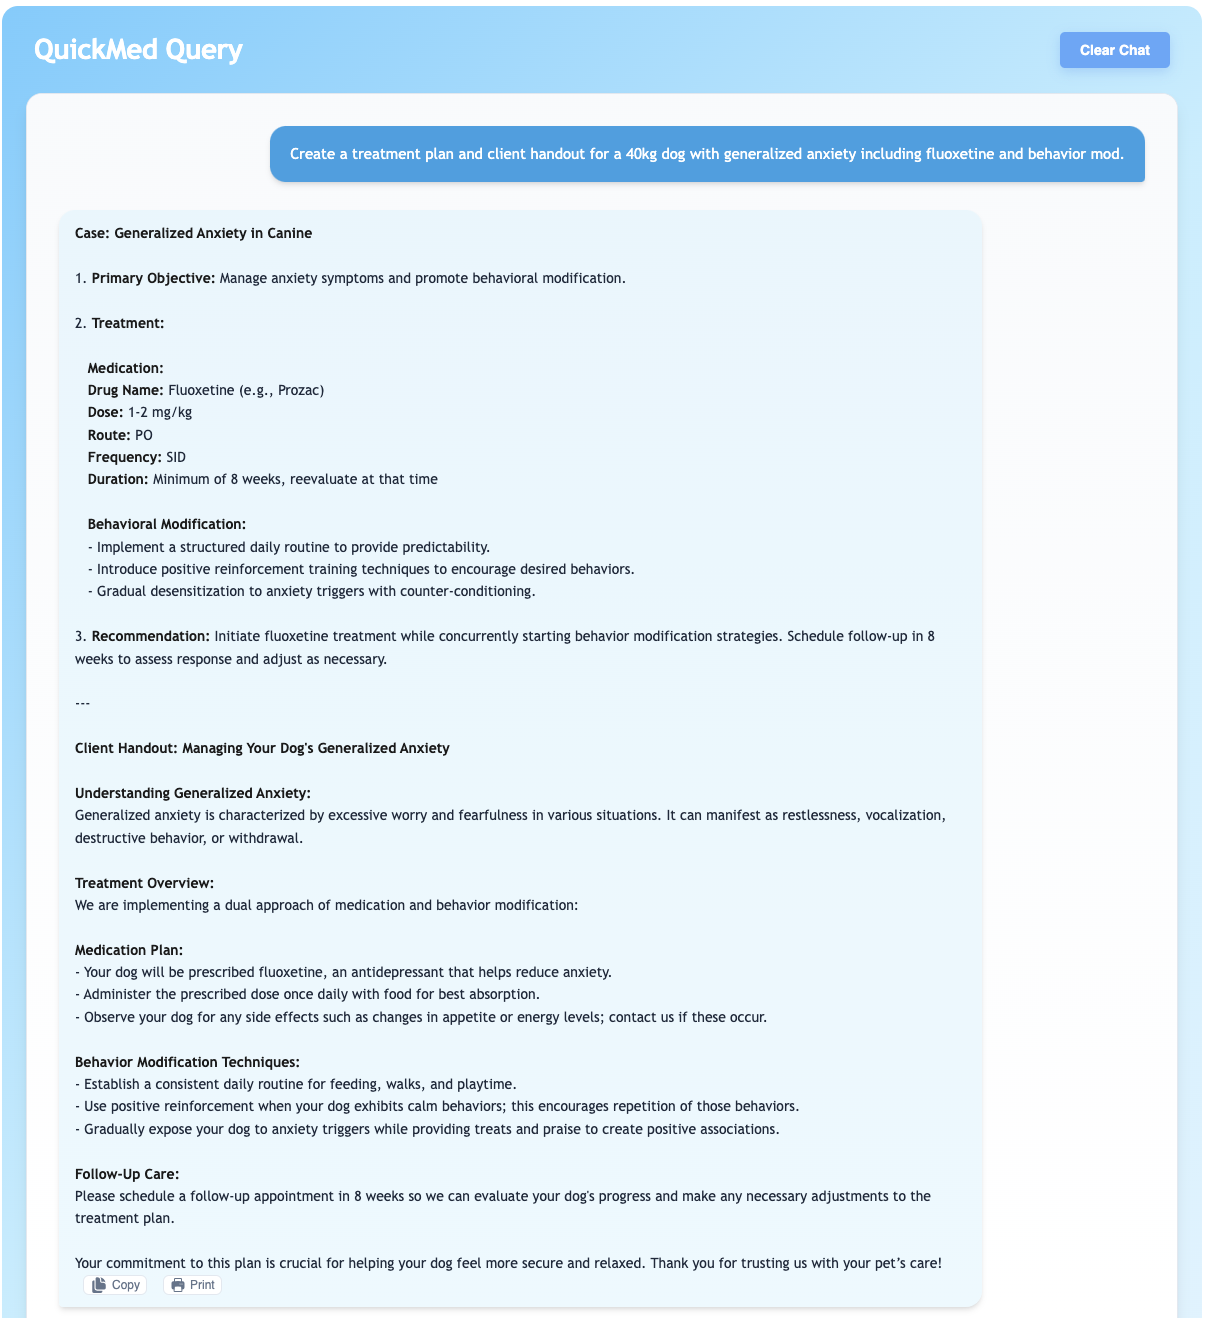 QuickMed Query
Clear Chat
Create a treatment plan and client handout for a 40kg dog with generalized anxiety including fluoxetine and behavior mod.
Case: Generalized Anxiety in Canine
1. Primary Objective: Manage anxiety symptoms and promote behavioral modification.
2. Treatment:
Medication:
Drug Name: Fluoxetine (e.g., Prozac)
Dose: 1-2 mg/kg
Route: PO
Frequency: SID
Duration: Minimum of 8 weeks, reevaluate at that time
Behavioral Modification:
- Implement a structured daily routine to provide predictability.
- Introduce positive reinforcement training techniques to encourage desired behaviors.
- Gradual desensitization to anxiety triggers with counter-conditioning.
3. Recommendation: Initiate fluoxetine treatment while concurrently starting behavior modification strategies. Schedule follow-up in 8
weeks to assess response and adjust as necessary.
---
Client Handout: Managing Your Dog's Generalized Anxiety
Understanding Generalized Anxiety:
Generalized anxiety is characterized by excessive worry and fearfulness in various situations. It can manifest as restlessness, vocalization,
destructive behavior, or withdrawal.
Treatment Overview:
We are implementing a dual approach of medication and behavior modification:
Medication Plan:
- Your dog will be prescribed fluoxetine, an antidepressant that helps reduce anxiety.
- Administer the prescribed dose once daily with food for best absorption.
- Observe your dog for any side effects such as changes in appetite or energy levels; contact us if these occur.
Behavior Modification Techniques:
- Establish a consistent daily routine for feeding, walks, and playtime.
- Use positive reinforcement when your dog exhibits calm behaviors; this encourages repetition of those behaviors.
- Gradually expose your dog to anxiety triggers while providing treats and praise to create positive associations.
Follow-Up Care:
Please schedule a follow-up appointment in 8 weeks so we can evaluate your dog's progress and make any necessary adjustments to the
treatment plan.
Your commitment to this plan is crucial for helping your dog feel more secure and relaxed. Thank you for trusting us with your pet’s care!
Copy Print